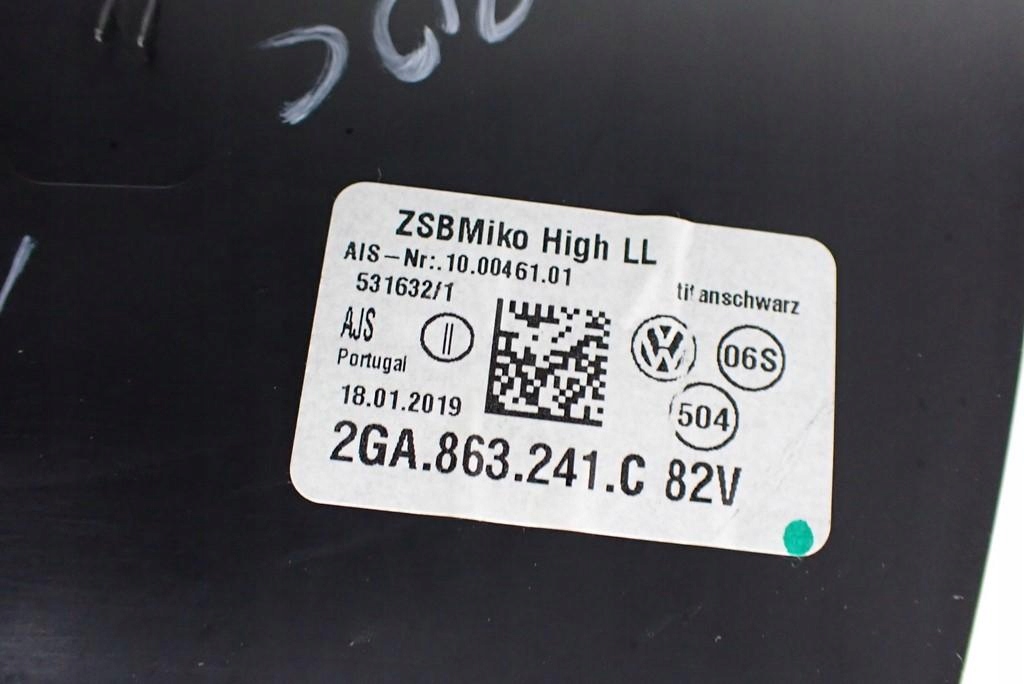 ZSBMiko High LL
AIS-Nr:.10.00461.01
531632/1
titanschwarz
AJS
Portugal
VW
06S
504
18.01.2019
2GA.863.241.C 82V